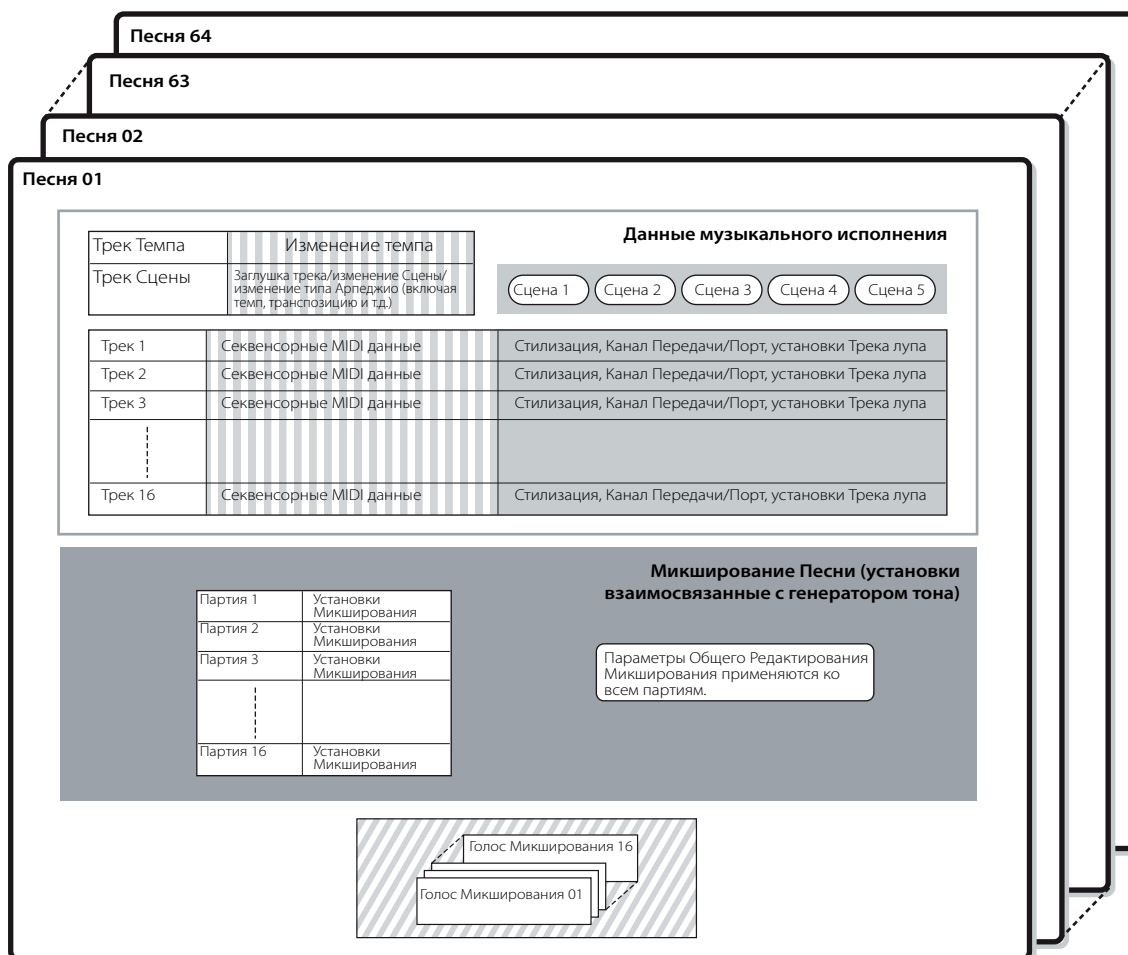 Песня 64
Песня 63
Песня 02
Песня 01
Трек Темпа
Изменение темпа
Трек Сцены
Заглушка трека/изменение Сцены/
изменение типа Арпеджио (включая
темп, транспозицию и т.д.)
Данные музыкального исполнения
Сцена 1
Сцена 2
Сцена 3
Сцена 4
Сцена 5
Трек 1
Секвенсорные MIDI данные
Стилизация, Канал Передачи/Порт, установки Трека лупа
Трек 2
Секвенсорные MIDI данные
Стилизация, Канал Передачи/Порт, установки Трека лупа
Трек 3
Секвенсорные MIDI данные
Стилизация, Канал Передачи/Порт, установки Трека лупа
Трек 16
Секвенсорные MIDI данные
Стилизация, Канал Передачи/Порт, установки Трека лупа
Микширование Песни (установки
взаимосвязанные с генератором тона)
Партия 1
Установки
Микширования
Партия 2
Установки
Микширования
Партия 3
Установки
Микширования
Партия 16
Установки
Микширования
Параметры Общего Редактирования
Микширования применяются ко
всем партиям.
Голос Микширования 16
Голос Микширования 01